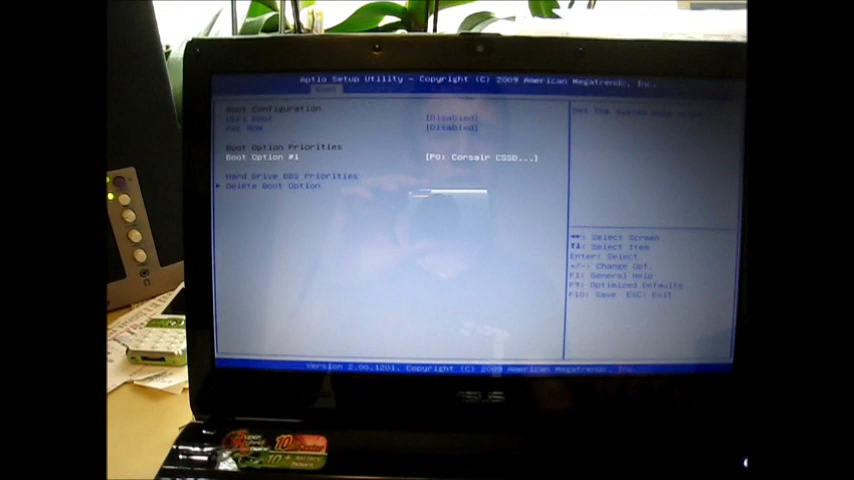 Aptio Setup Utility - Copyright (C) 2009 American Megatrends, Inc.
Boot
Boot Configuration
UEFI Boot [Disabled]
PXE ROM [Disabled]
Boot Option Priorities
Boot Option #1 [P0: Corsair CSSD...]
Hard Drive BBS Priorities
Delete Boot Option
Set the system boot order
↔: Select Screen
↑↓: Select Item
Enter: Select
+/-: Change Opt.
F1: General Help
F9: Optimized Defaults
F10: Save ESC: Exit
Version 2.00.1201. Copyright (C) 2009 American Megatrends, Inc.
ASUS
10
10